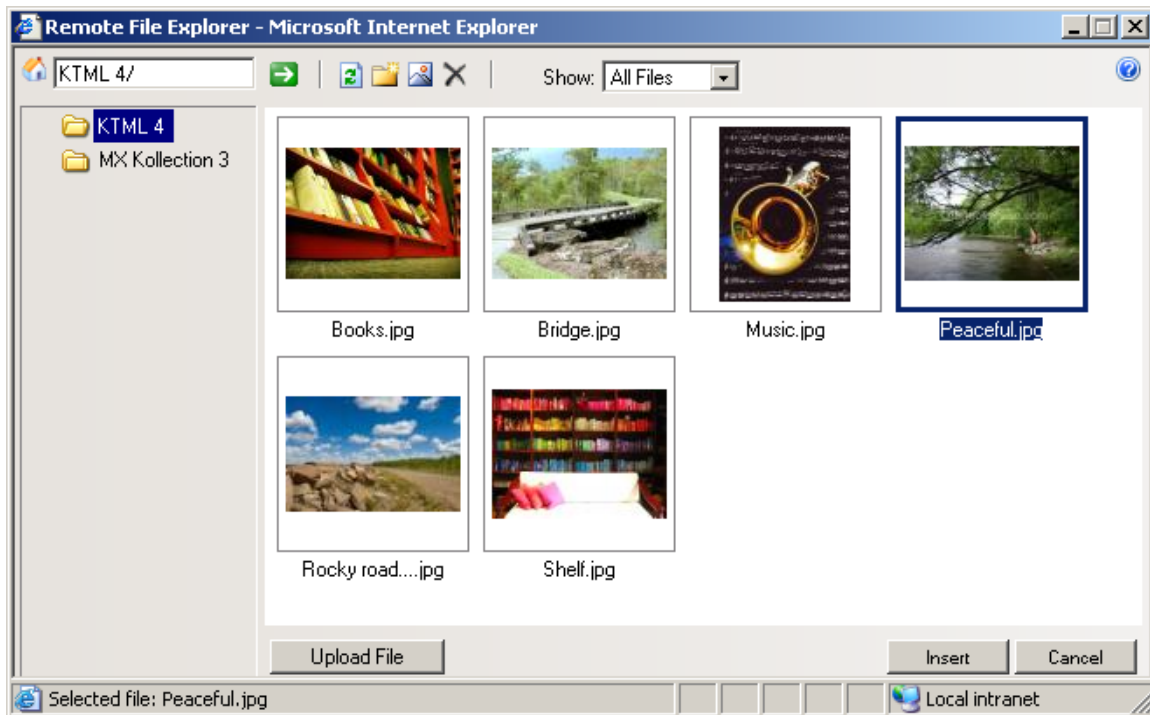 Remote File Explorer - Microsoft Internet Explorer
KTML 4/
Show: All Files
KTML 4
MX Kollection 3
Books.jpg
Bridge.jpg
Music.jpg
Peaceful.jpg
Rocky road....jpg
Shelf.jpg
Upload File
Insert
Cancel
Selected file: Peaceful.jpg
Local intranet